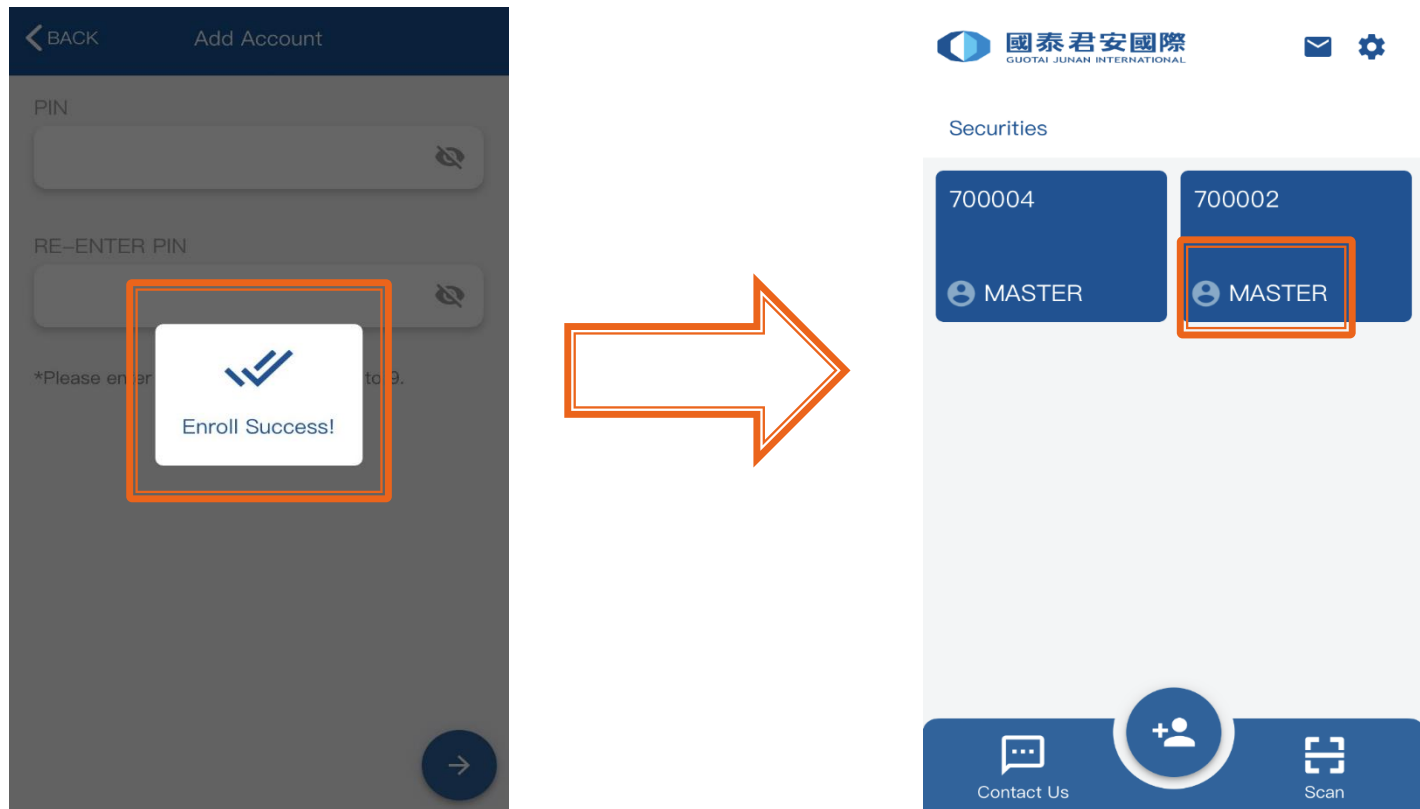 BACK
Add Account
PIN
RE-ENTER PIN
*Please enter to 9.
Enroll Success!
國泰君安國際
GUOTAI JUNAN INTERNATIONAL
Securities
700004
700002
MASTER
MASTER
Contact Us
Scan